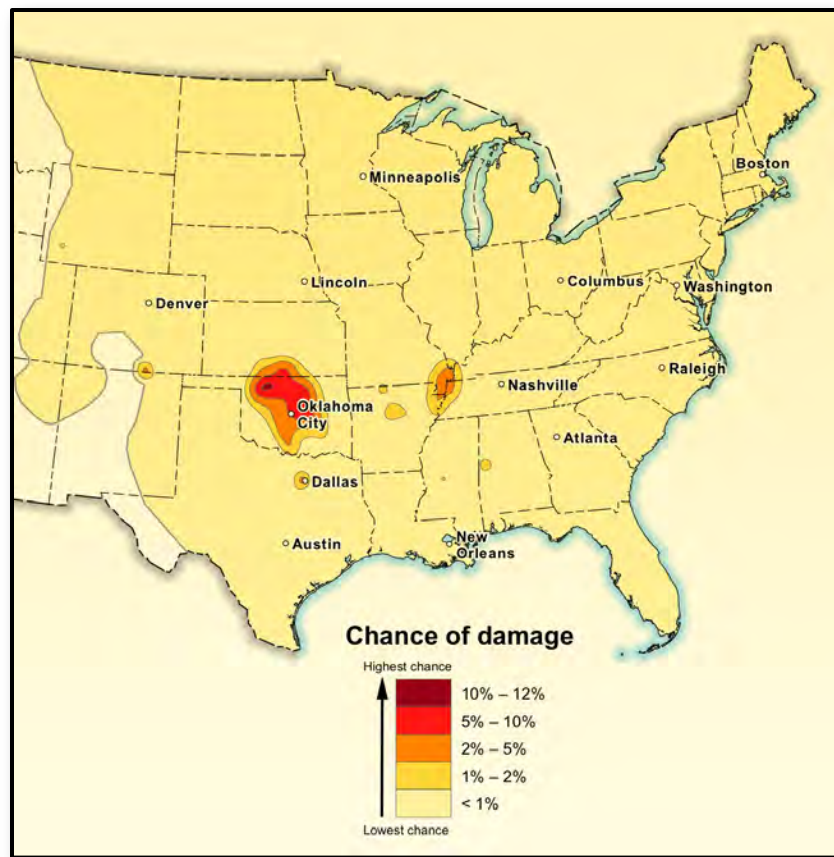 Boston
Minneapolis
Lincoln
Columbus
Washington
Denver
Raleigh
Nashville
Oklahoma
City
Atlanta
Dallas
Austin
New
Orleans
Chance of damage
Highest chance
10% – 12%
5% – 10%
2% – 5%
1% – 2%
< 1%
Lowest chance